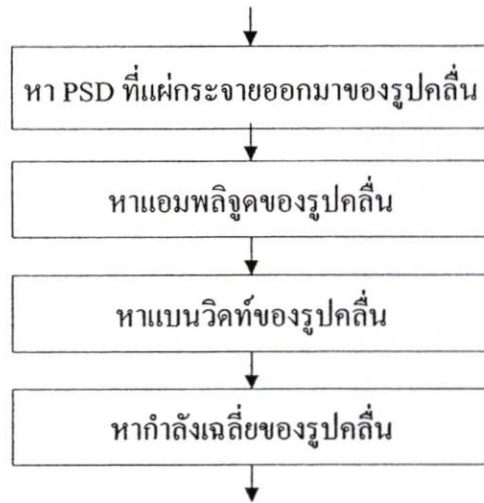 หา PSD ที่แผ่กระจายออกมาของรูปคลื่น
หาแอมพลิจูดของรูปคลื่น
หาแบนวิดท์ของรูปคลื่น
หากำลังเฉลี่ยของรูปคลื่น